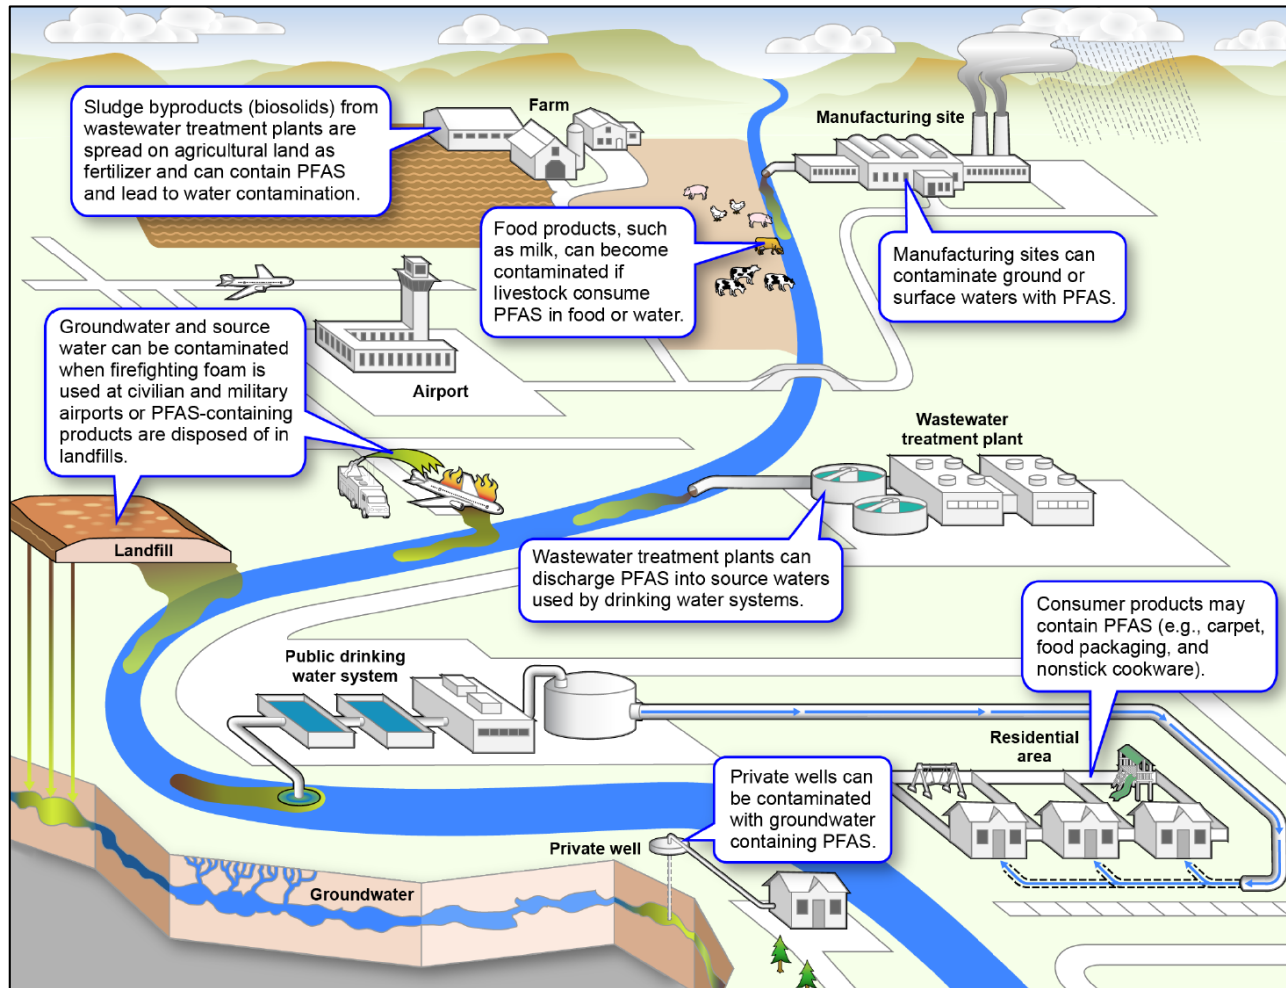 Sludge byproducts (biosolids) from
wastewater treatment plants are
spread on agricultural land as
fertilizer and can contain PFAS
and lead to water contamination.
Farm
Manufacturing site
Food products, such
as milk, can become
contaminated if
livestock consume
PFAS in food or water.
Manufacturing sites can
contaminate ground or
surface waters with PFAS.
Groundwater and source
water can be contaminated
when firefighting foam is
used at civilian and military
airports or PFAS-containing
products are disposed of in
landfills.
Airport
Wastewater
treatment plant
Landfill
Wastewater treatment plants can
discharge PFAS into source waters
used by drinking water systems.
Consumer products may
contain PFAS (e.g., carpet,
food packaging, and
nonstick cookware).
Public drinking
water system
Residential
area
Private wells can
be contaminated
with groundwater
containing PFAS.
Private well
Groundwater